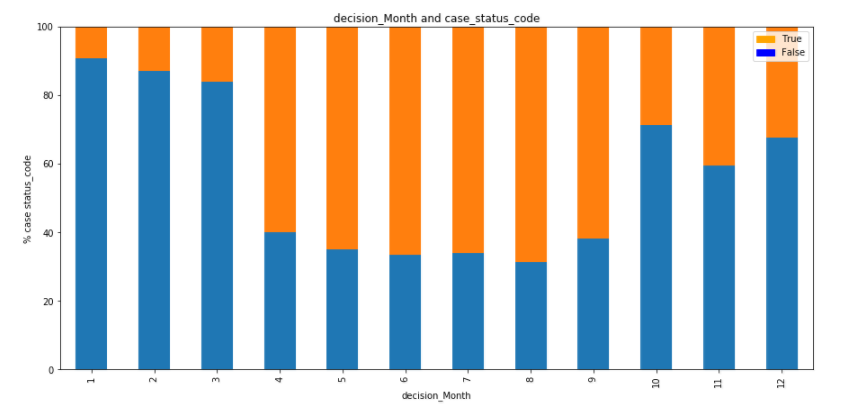 decision_Month and case_status_code
True
False
100
80
60
40
20
0
% case status_code
1 2 3 4 5 6 7 8 9 10 11 12
decision_Month